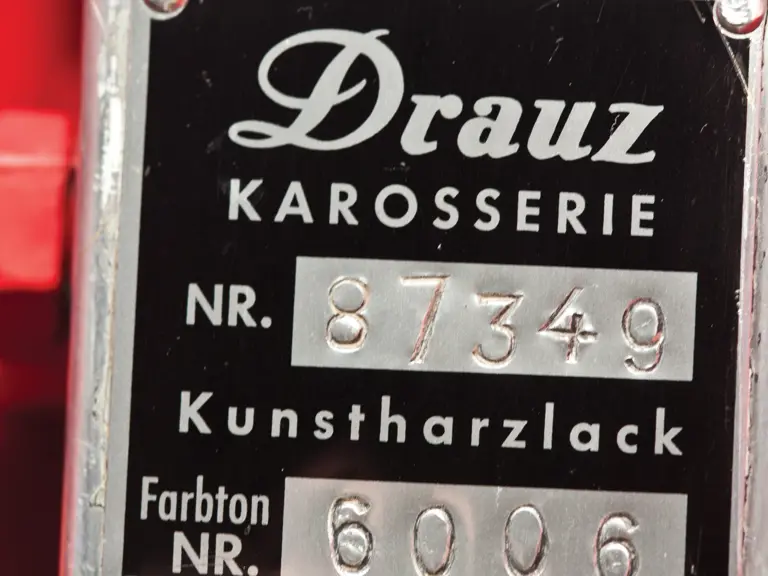 Drauz
KAROSSERIE
NR. 87349
Kunstharzlack
Farbton
NR. 6006